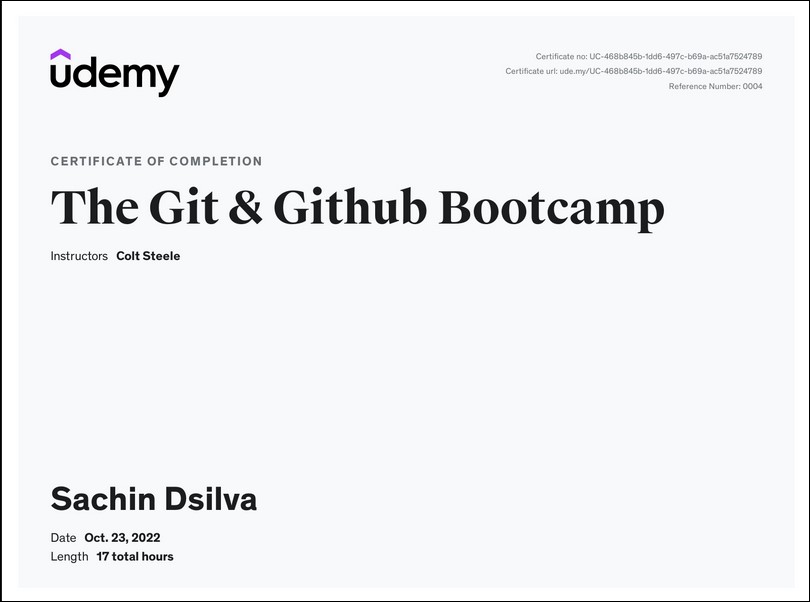 udemy
Certificate no: UC-468b845b-1dd6-497c-b69a-ac51a7524789
Certificate url: ude.my/UC-468b845b-1dd6-497c-b69a-ac51a7524789
Reference Number: 0004
CERTIFICATE OF COMPLETION
The Git & Github Bootcamp
Instructors Colt Steele
Sachin Dsilva
Date Oct. 23, 2022
Length 17 total hours